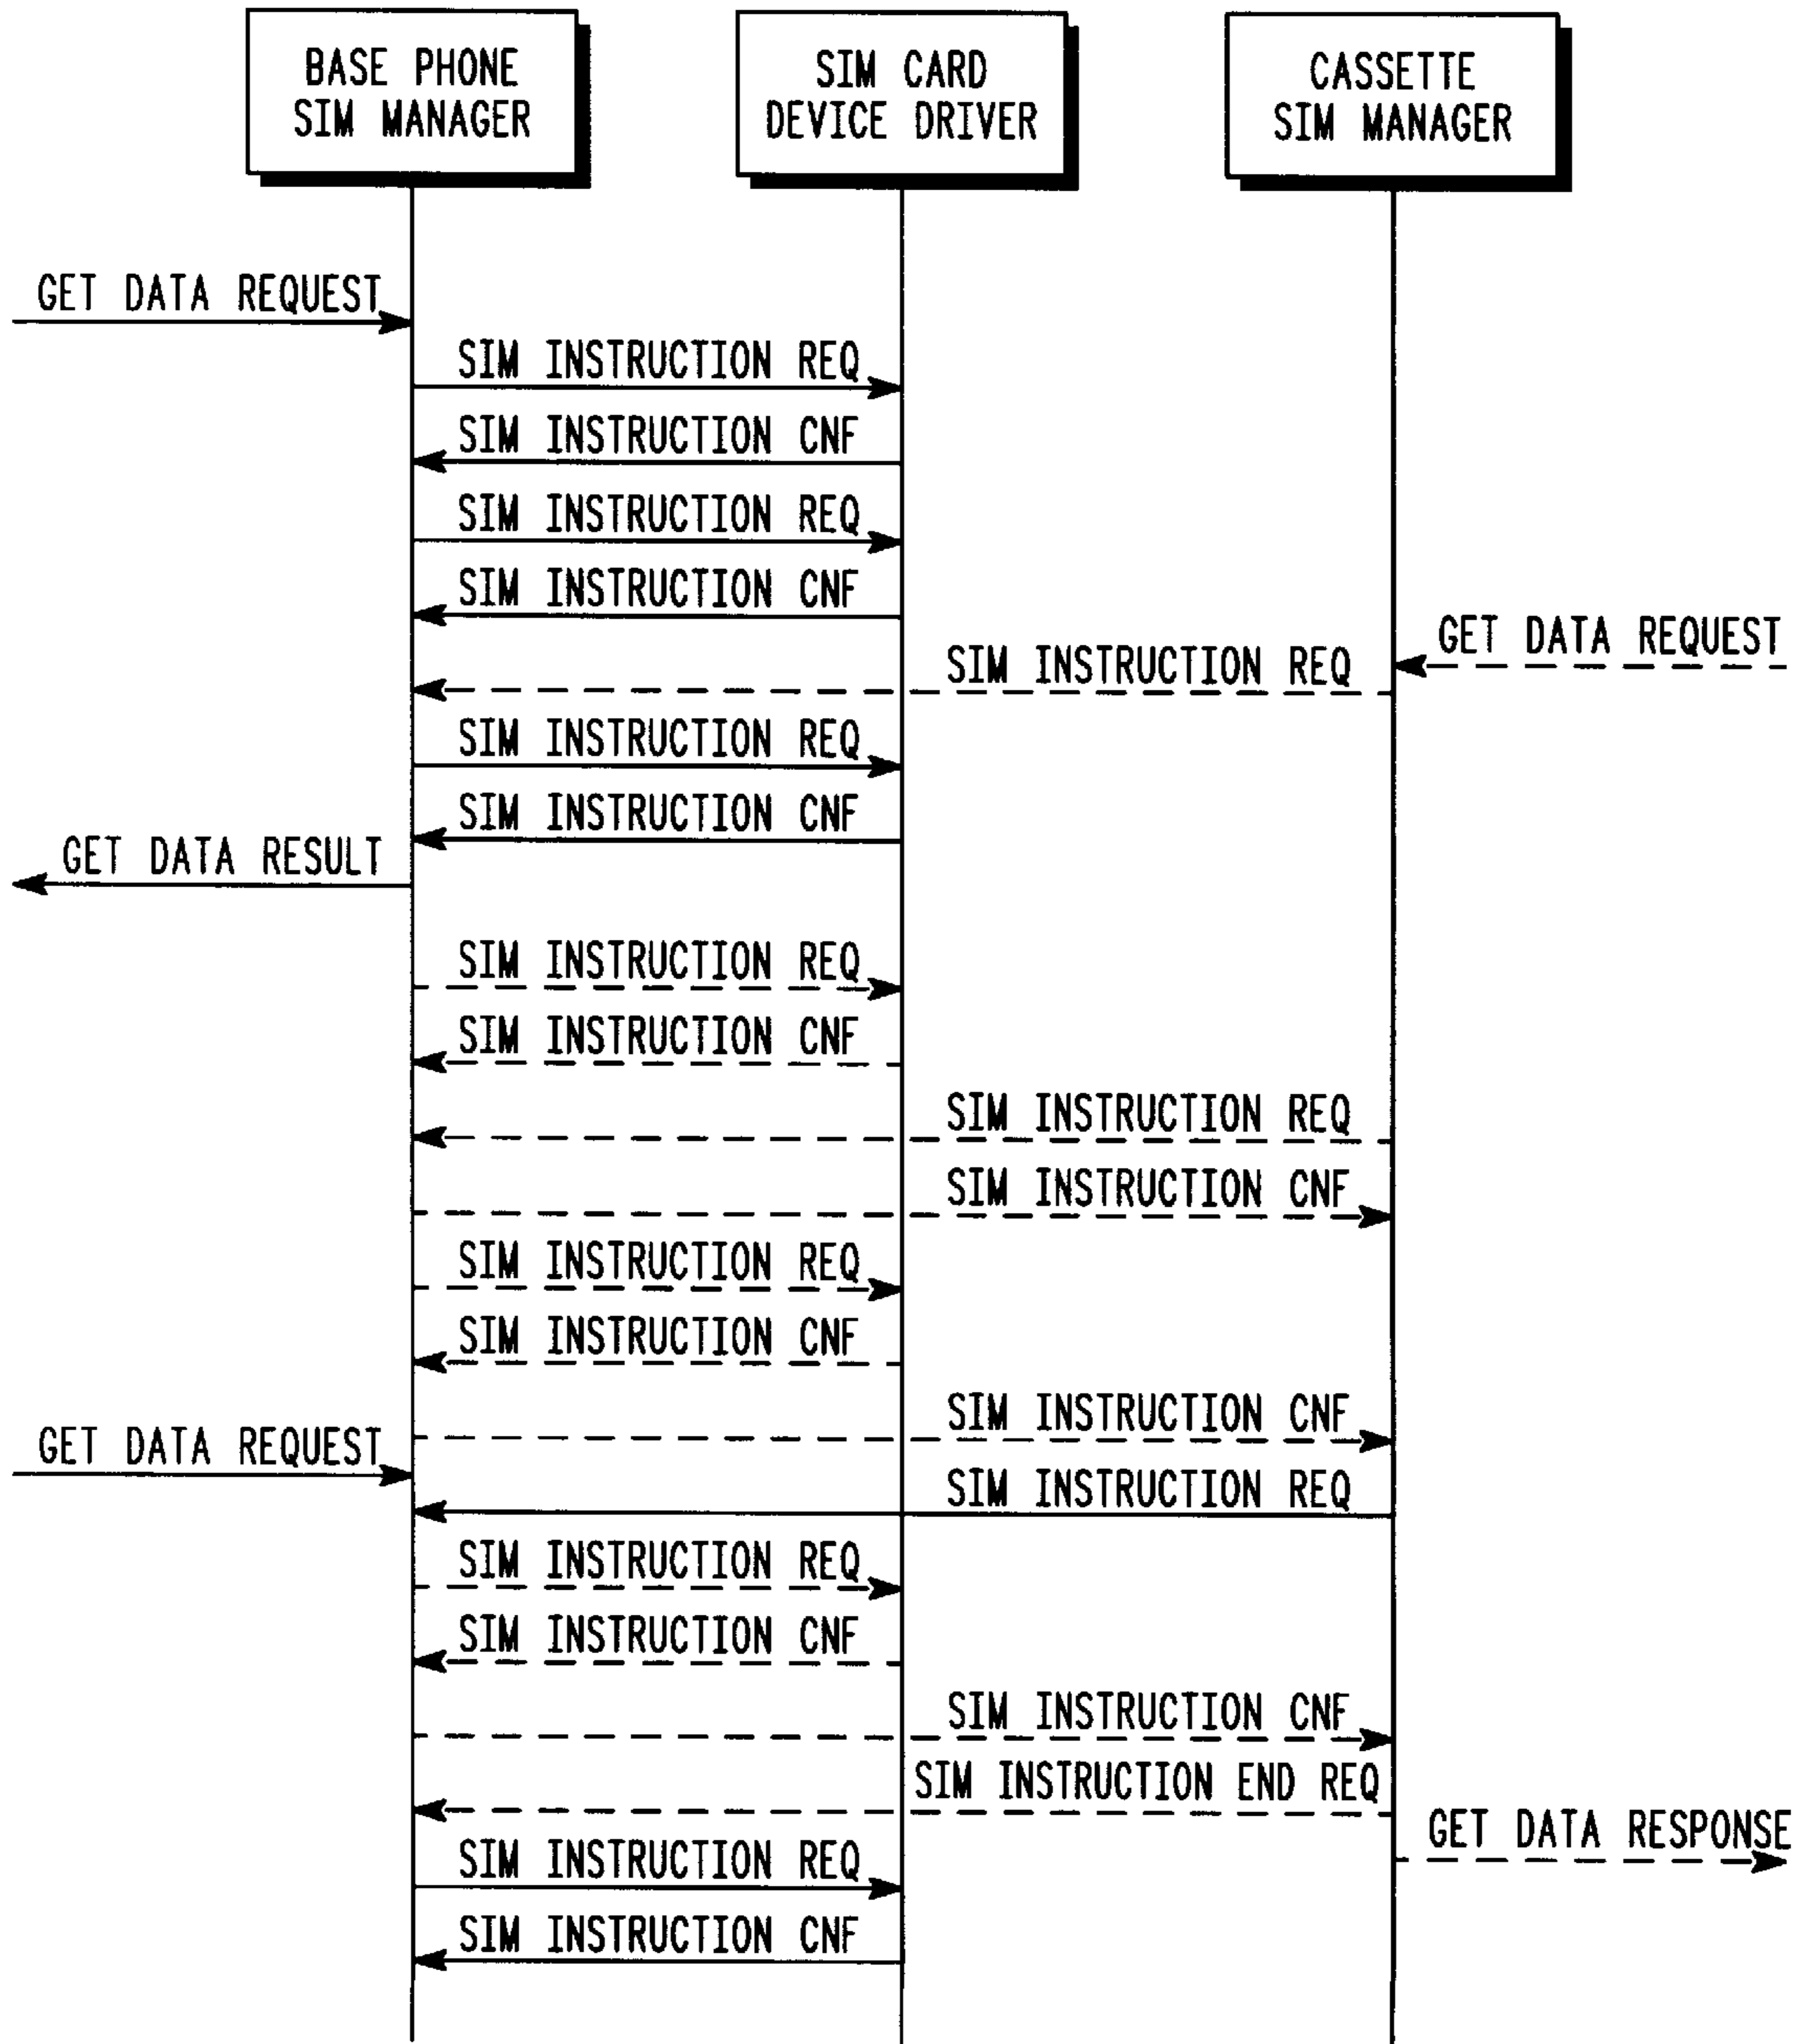 BASE PHONE
SIM MANAGER
SIM CARD
DEVICE DRIVER
CASSETTE
SIM MANAGER
GET DATA REQUEST
SIM INSTRUCTION REQ
SIM INSTRUCTION CNF
SIM INSTRUCTION REQ
SIM INSTRUCTION CNF
GET DATA REQUEST
SIM INSTRUCTION REQ
SIM INSTRUCTION REQ
SIM INSTRUCTION CNF
GET DATA RESULT
SIM INSTRUCTION REQ
SIM INSTRUCTION CNF
SIM INSTRUCTION REQ
SIM INSTRUCTION CNF
SIM INSTRUCTION REQ
SIM INSTRUCTION CNF
SIM INSTRUCTION CNF
GET DATA REQUEST
SIM INSTRUCTION REQ
SIM INSTRUCTION REQ
SIM INSTRUCTION CNF
SIM INSTRUCTION CNF
SIM INSTRUCTION END REQ
GET DATA RESPONSE
SIM INSTRUCTION REQ
SIM INSTRUCTION CNF